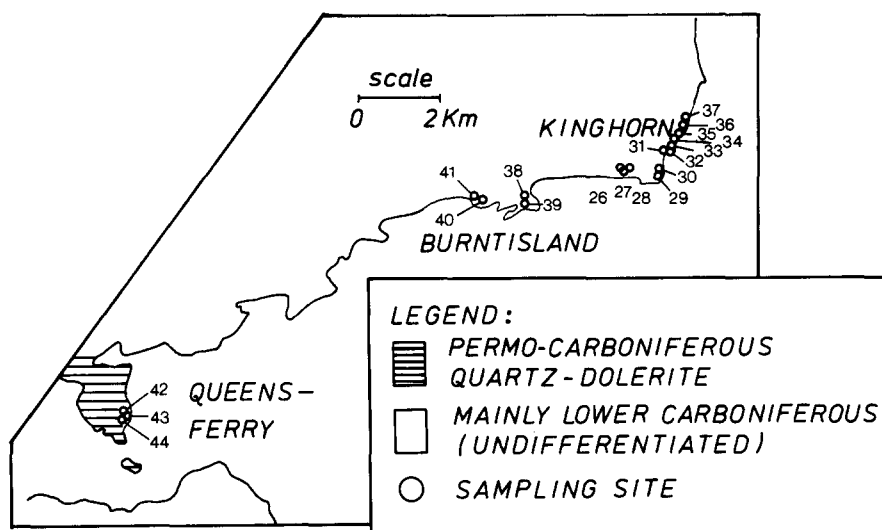 scale
0 2 Km
KINGHORN
37
36
35
34
33
32
31
30
29
26 27 28
38
39
41
40
BURNTISLAND
42
43
44
QUEENS-
FERRY
LEGEND:
PERMO-CARBONIFEROUS
QUARTZ-DOLERITE
MAINLY LOWER CARBONIFEROUS
(UNDIFFERENTIATED)
SAMPLING SITE